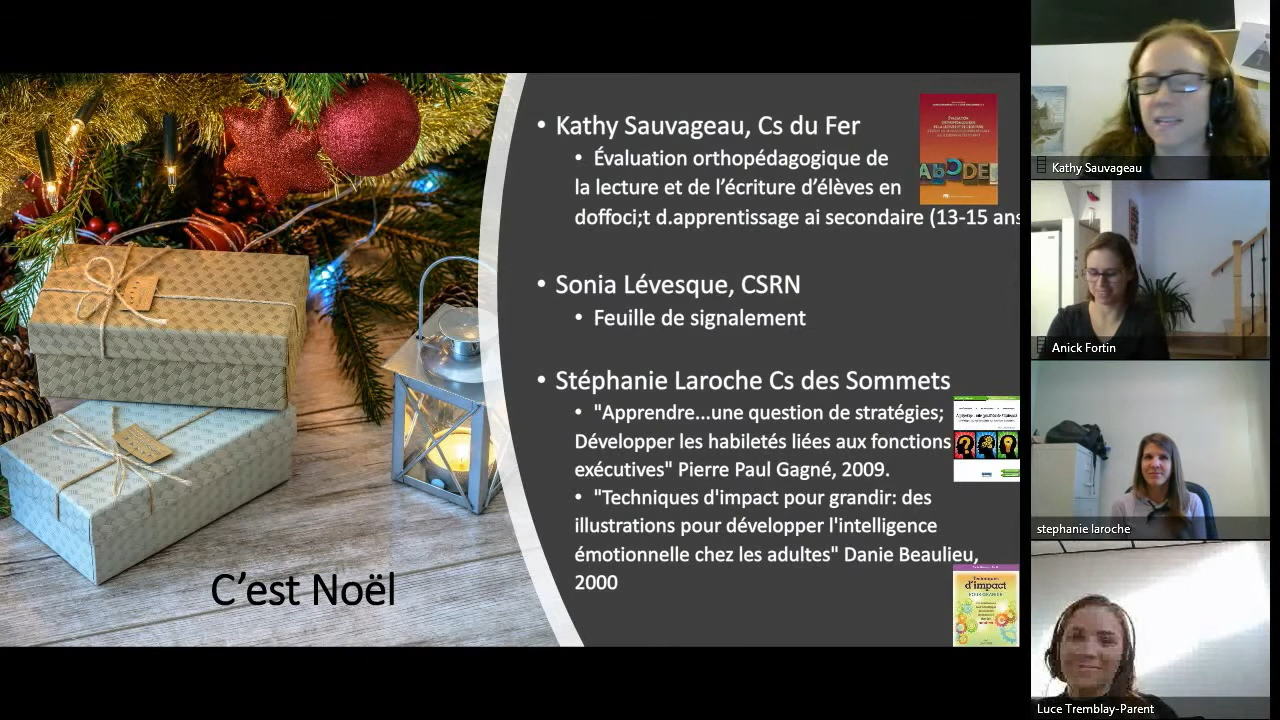 • Kathy Sauvageau, Cs du Fer
• Évaluation orthopédagogique de
la lecture et de l’écriture d’élèves en
doffoci;t d.apprentissage ai secondaire (13-15 ans
• Sonia Lévesque, CSRN
• Feuille de signalement
• Stéphanie Laroche Cs des Sommets
• "Apprendre...une question de stratégies;
Développer les habiletés liées aux fonctions
exécutives" Pierre Paul Gagné, 2009.
• "Techniques d'impact pour grandir: des
illustrations pour développer l'intelligence
émotionnelle chez les adultes" Danie Beaulieu,
2000
C’est Noël
ABCDE
Techniques
d'impact
Kathy Sauvageau
Anick Fortin
stephanie laroche
Luce Tremblay-Parent